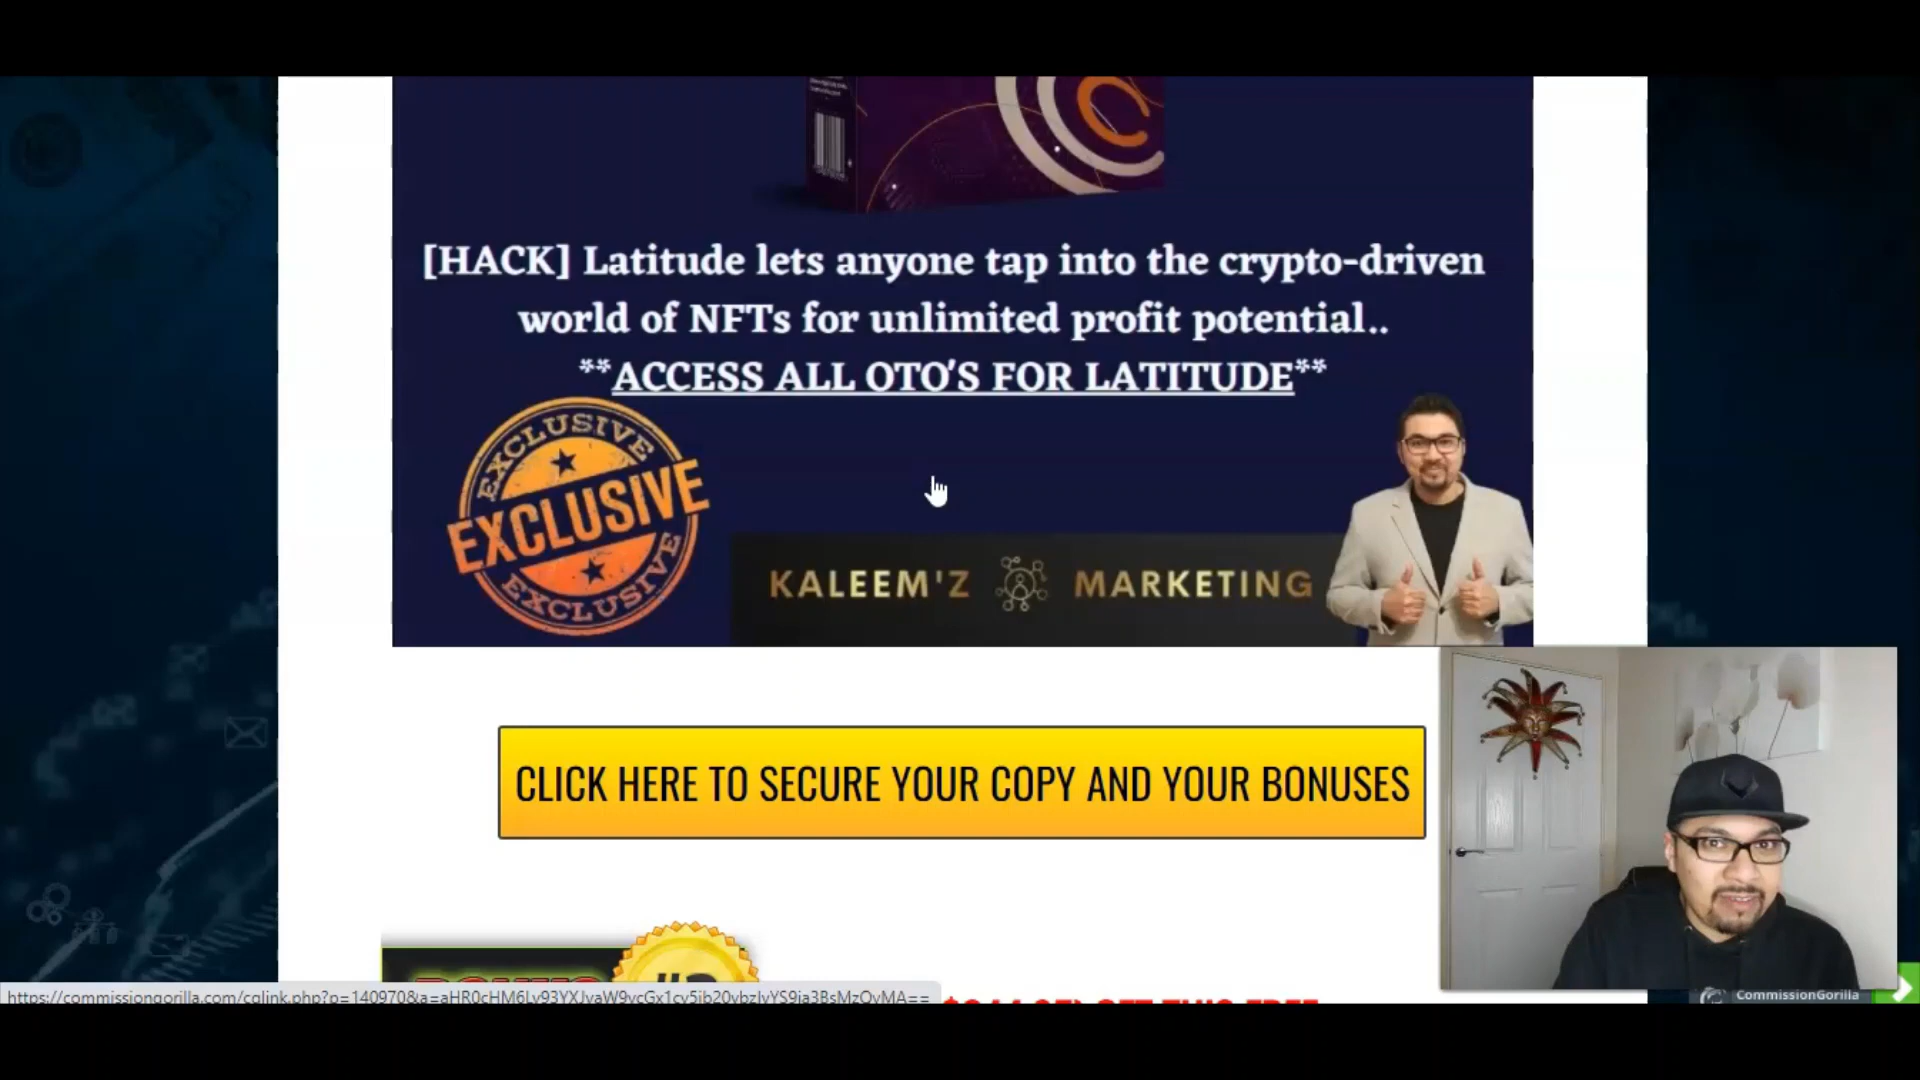 [HACK] Latitude lets anyone tap into the crypto-driven
world of NFTs for unlimited profit potential..
**ACCESS ALL OTO'S FOR LATITUDE**
EXCLUSIVE
EXCLUSIVE
EXCLUSIVE
KALEEM'Z MARKETING
CLICK HERE TO SECURE YOUR COPY AND YOUR BONUSES
CommissionGorilla